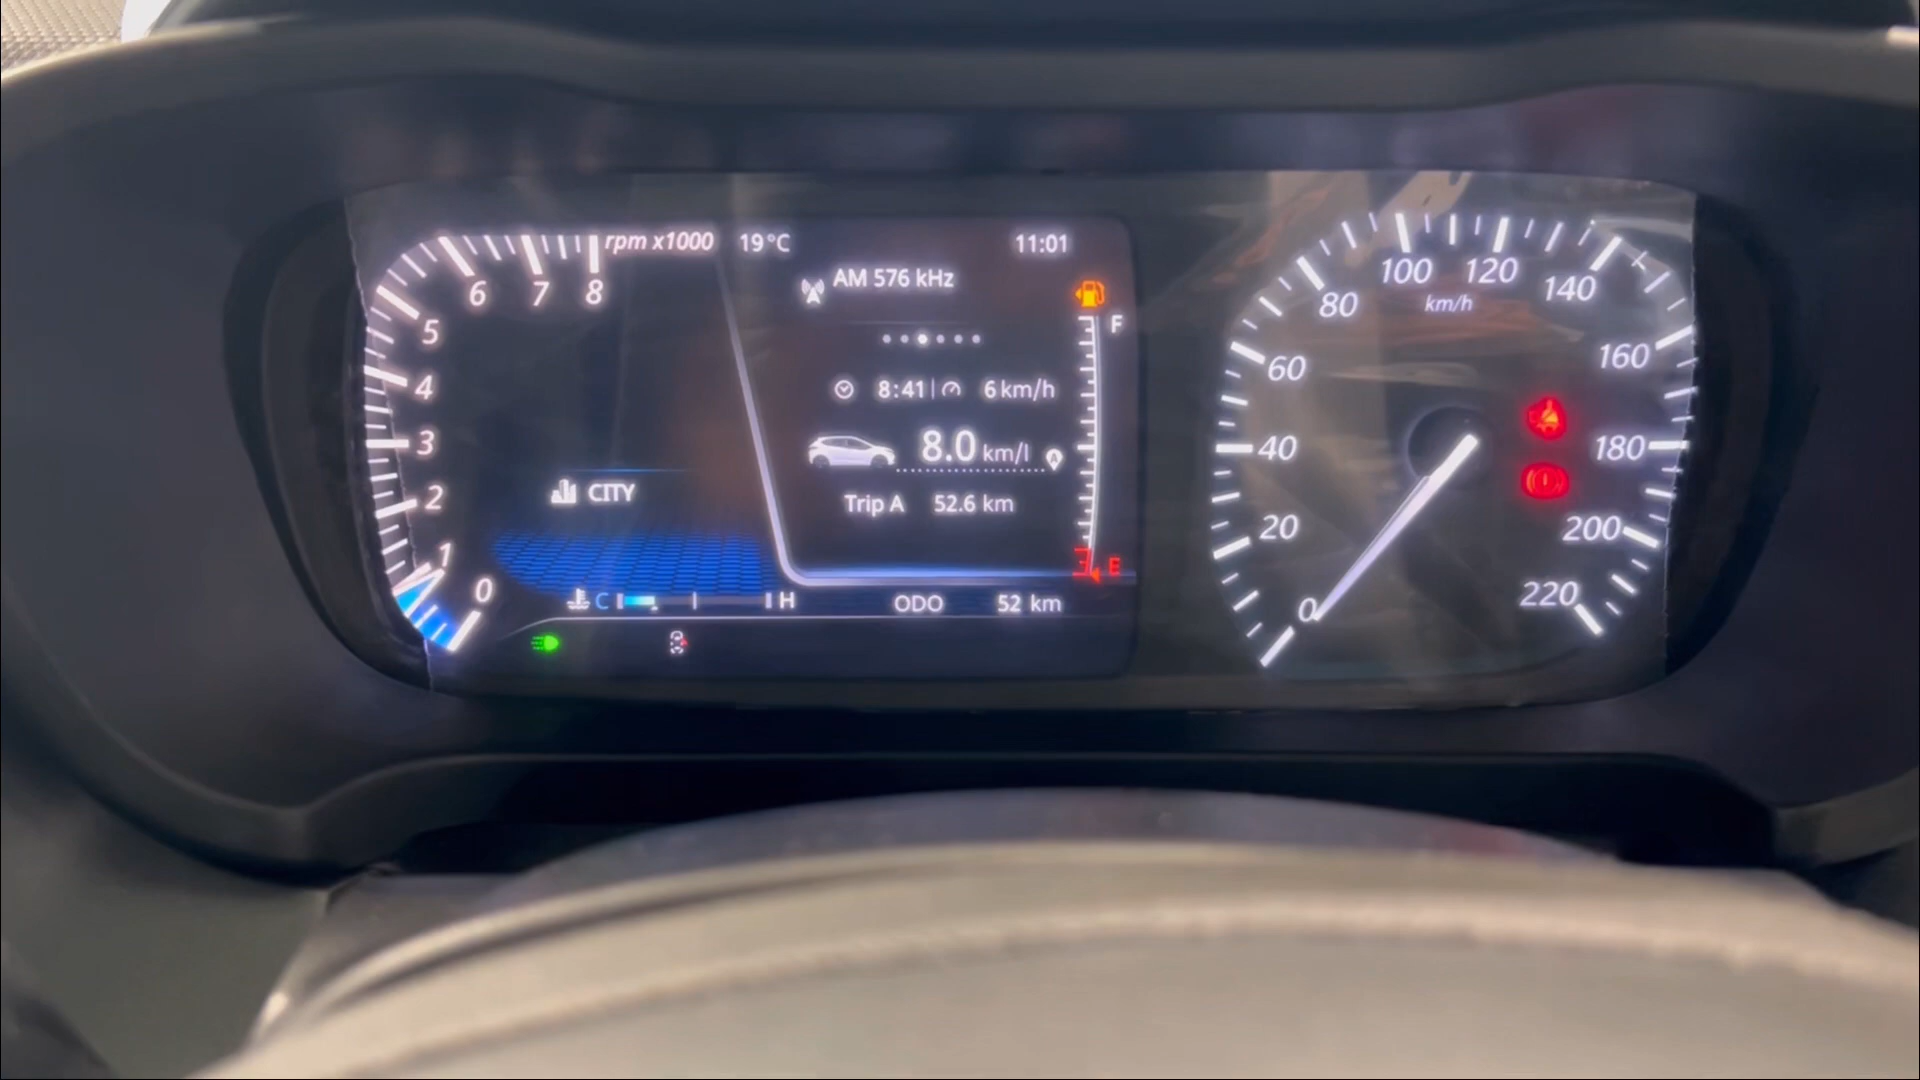 rpm x1000
19°C
11:01
AM 576 kHz
8:41 | 6 km/h
8.0 km/l
A
Trip A 52.6 km
CITY
F
E
C H
ODO 52 km
0
1
2
3
4
5
6
7
8
km/h
0
20
40
60
80
100
120
140
160
180
200
220